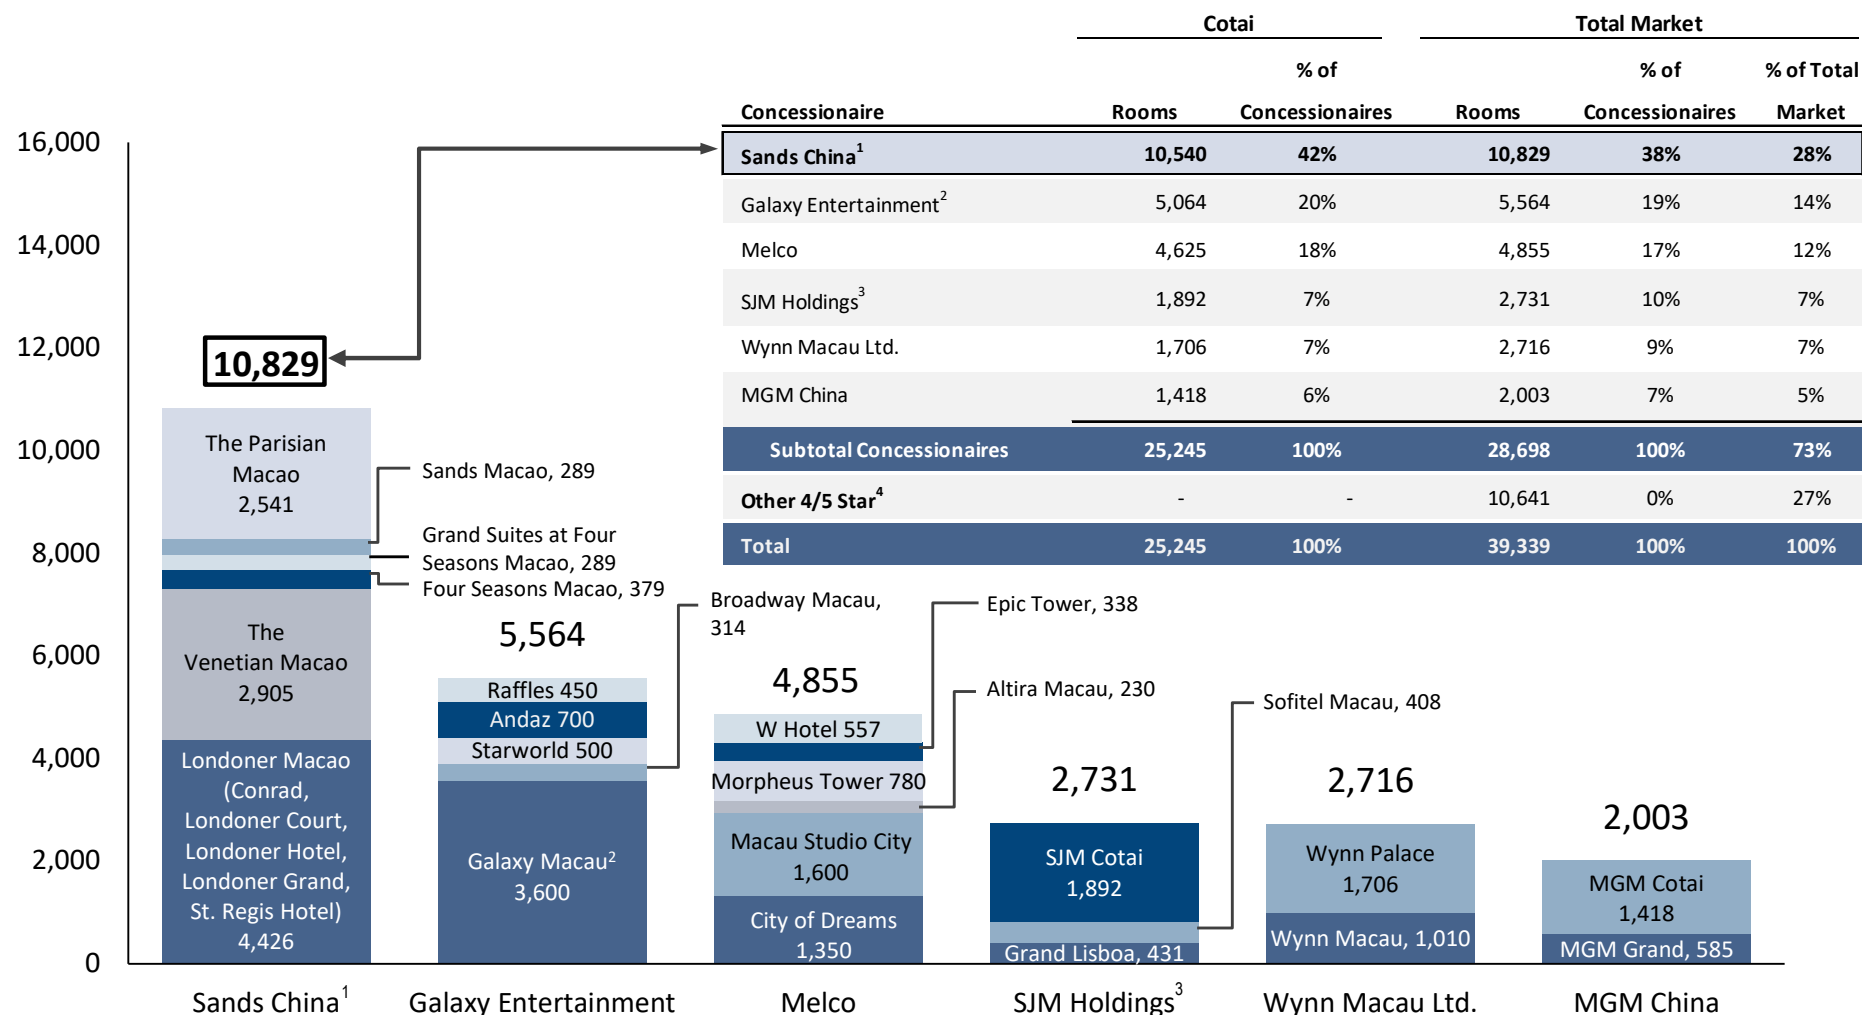 Cotai Total Market
% of % of % of Total
Concessionaire Rooms Concessionaires Rooms Concessionaires Market
Sands China1 10,540 42% 10,829 38% 28%
Galaxy Entertainment2 5,064 20% 5,564 19% 14%
Melco 4,625 18% 4,855 17% 12%
SJM Holdings3 1,892 7% 2,731 10% 7%
Wynn Macau Ltd. 1,706 7% 2,716 9% 7%
MGM China 1,418 6% 2,003 7% 5%
Subtotal Concessionaires 25,245 100% 28,698 100% 73%
Other 4/5 Star4 - - 10,641 0% 27%
Total 25,245 100% 39,339 100% 100%
16,000
14,000
12,000
10,000
8,000
6,000
4,000
2,000
0
10,829
The Parisian
Macao
2,541
Sands Macao, 289
Grand Suites at Four
Seasons Macao, 289
Four Seasons Macao, 379
The
Venetian Macao
2,905
Londoner Macao
(Conrad,
Londoner Court,
Londoner Hotel,
Londoner Grand,
St. Regis Hotel)
4,426
5,564
Raffles 450
Andaz 700
Starworld 500
Broadway Macau,
314
Galaxy Macau2
3,600
4,855
W Hotel 557
Epic Tower, 338
Morpheus Tower 780
Altira Macau, 230
Macau Studio City
1,600
City of Dreams
1,350
2,731
SJM Cotai
1,892
Sofitel Macau, 408
Grand Lisboa, 431
2,716
Wynn Palace
1,706
Wynn Macau, 1,010
2,003
MGM Cotai
1,418
MGM Grand, 585
Sands China1 Galaxy Entertainment Melco SJM Holdings3 Wynn Macau Ltd. MGM China